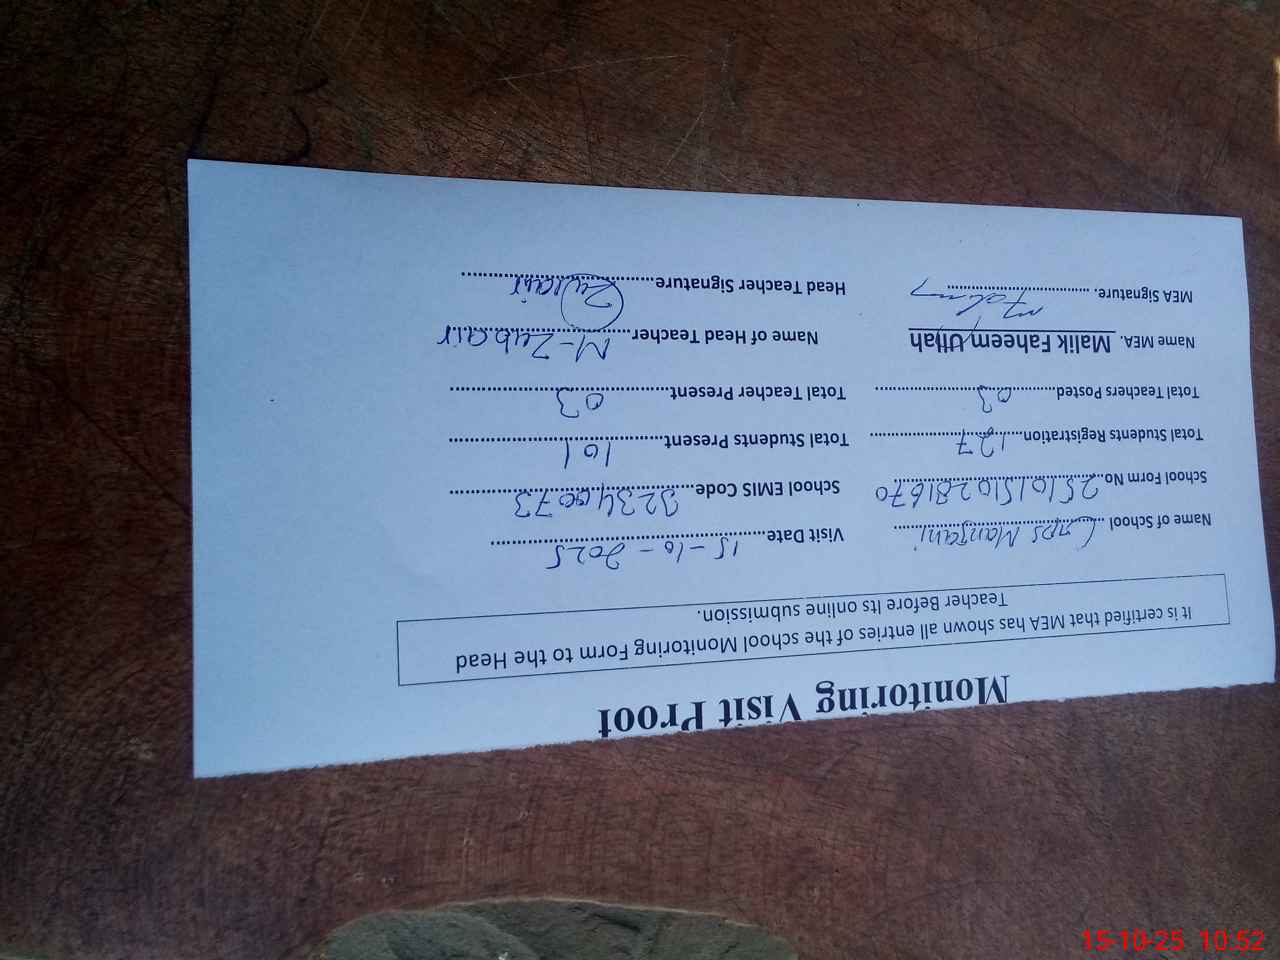 Monitoring Visit Proof
It is certified that MEA has shown all entries of the school Monitoring Form to the Head
Teacher Before Its online submission.
Name of School GPS Manjani Visit Date 15-10-2025
School Form No. School EMIS Code. 32340073
Total Students Registration 127 Total Students Present 101
Total Teachers Posted 03 Total Teacher Present 03
Name MEA. Malik Faheem Ullah Name of Head Teacher M-Zubair
MEA Signature. Head Teacher Signature Zubair
15-10-25 10:52